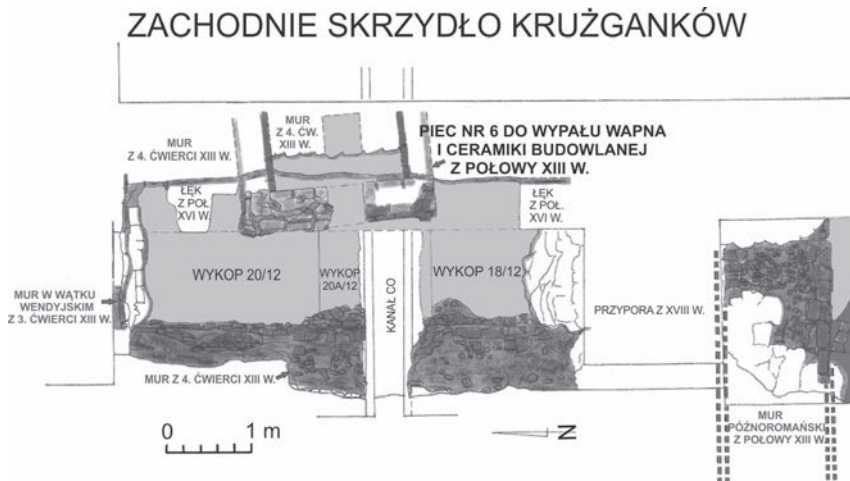 ZACHODNIE SKRZYDŁO KRUŻGANKÓW
MUR
Z 4. ĆWIERCI XIII W.
MUR
Z 4. ĆW.
XIII W.
PIEC NR 6 DO WYPAŁU WAPNA
I CERAMIKI BUDOWLANEJ
Z POŁOWY XIII W.
ŁĘK
Z POŁ.
XVI W.
ŁĘK
Z POŁ.
XVI W.
WYKOP 20/12
WYKOP
20A/12
KANAŁ CO
WYKOP 18/12
MUR W WĄTKU
WENDYJSKIM
Z 3. ĆWIERCI XIII W.
PRZYPORA Z XVIII W.
MUR Z 4. ĆWIERCI XIII W.
MUR
PÓŹNOROMAŃSKI
Z POŁOWY XIII W.
0 1 m
N